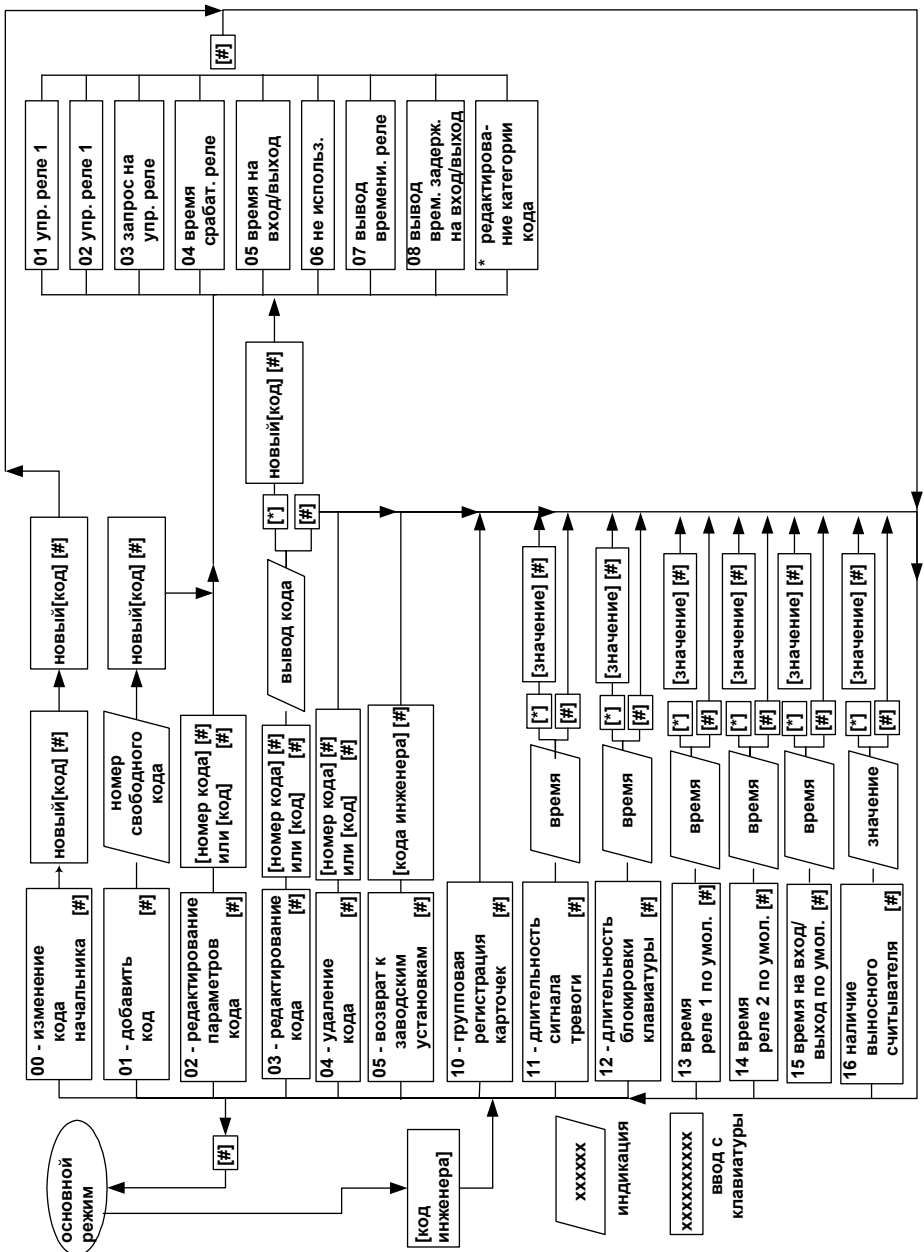 основной
режим
[#]
[код
инженера]
xxxxxx
индикация
xxxxxxxxxx
ввод с
клавиатуры
00 - изменение
кода
начальника [#]
новый[код] [#]
новый[код] [#]
01 - добавить
код [#]
номер
свободного
кода
новый[код] [#]
02 - редактирование
параметров
кода [#]
[номер кода] [#]
или [код] [#]
03 - редактирование
кода [#]
[номер кода] [#]
или [код] [#]
вывод кода
[*]
[#]
новый[код] [#]
04 - удаление
кода [#]
[номер кода] [#]
или [код] [#]
05 - возврат к
заводским
установкам [#]
[кода инженера] [#]
10 - групповая
регистрация
карточек [#]
11 - длительность
сигнала
тревоги [#]
время
[*]
[#]
[значение] [#]
12 - длительность
блокировки
клавиатуры [#]
время
[*]
[#]
[значение] [#]
13 время
реле 1 по умол. [#]
время
[*]
[#]
[значение] [#]
14 время
реле 2 по умол. [#]
время
[*]
[#]
[значение] [#]
15 время на вход/
выход по умол. [#]
время
[*]
[#]
[значение] [#]
16 наличие
выносного
считывателя [#]
значение
[*]
[#]
[значение] [#]
01 упр. реле 1
02 упр. реле 1
03 запрос на
упр. реле
04 время
срабат. реле
05 время на
вход/выход
06 не использ.
07 вывод
времени. реле
08 вывод
врем. задерж.
на вход/выход
* редактирова-
ние категории
кода
[#]